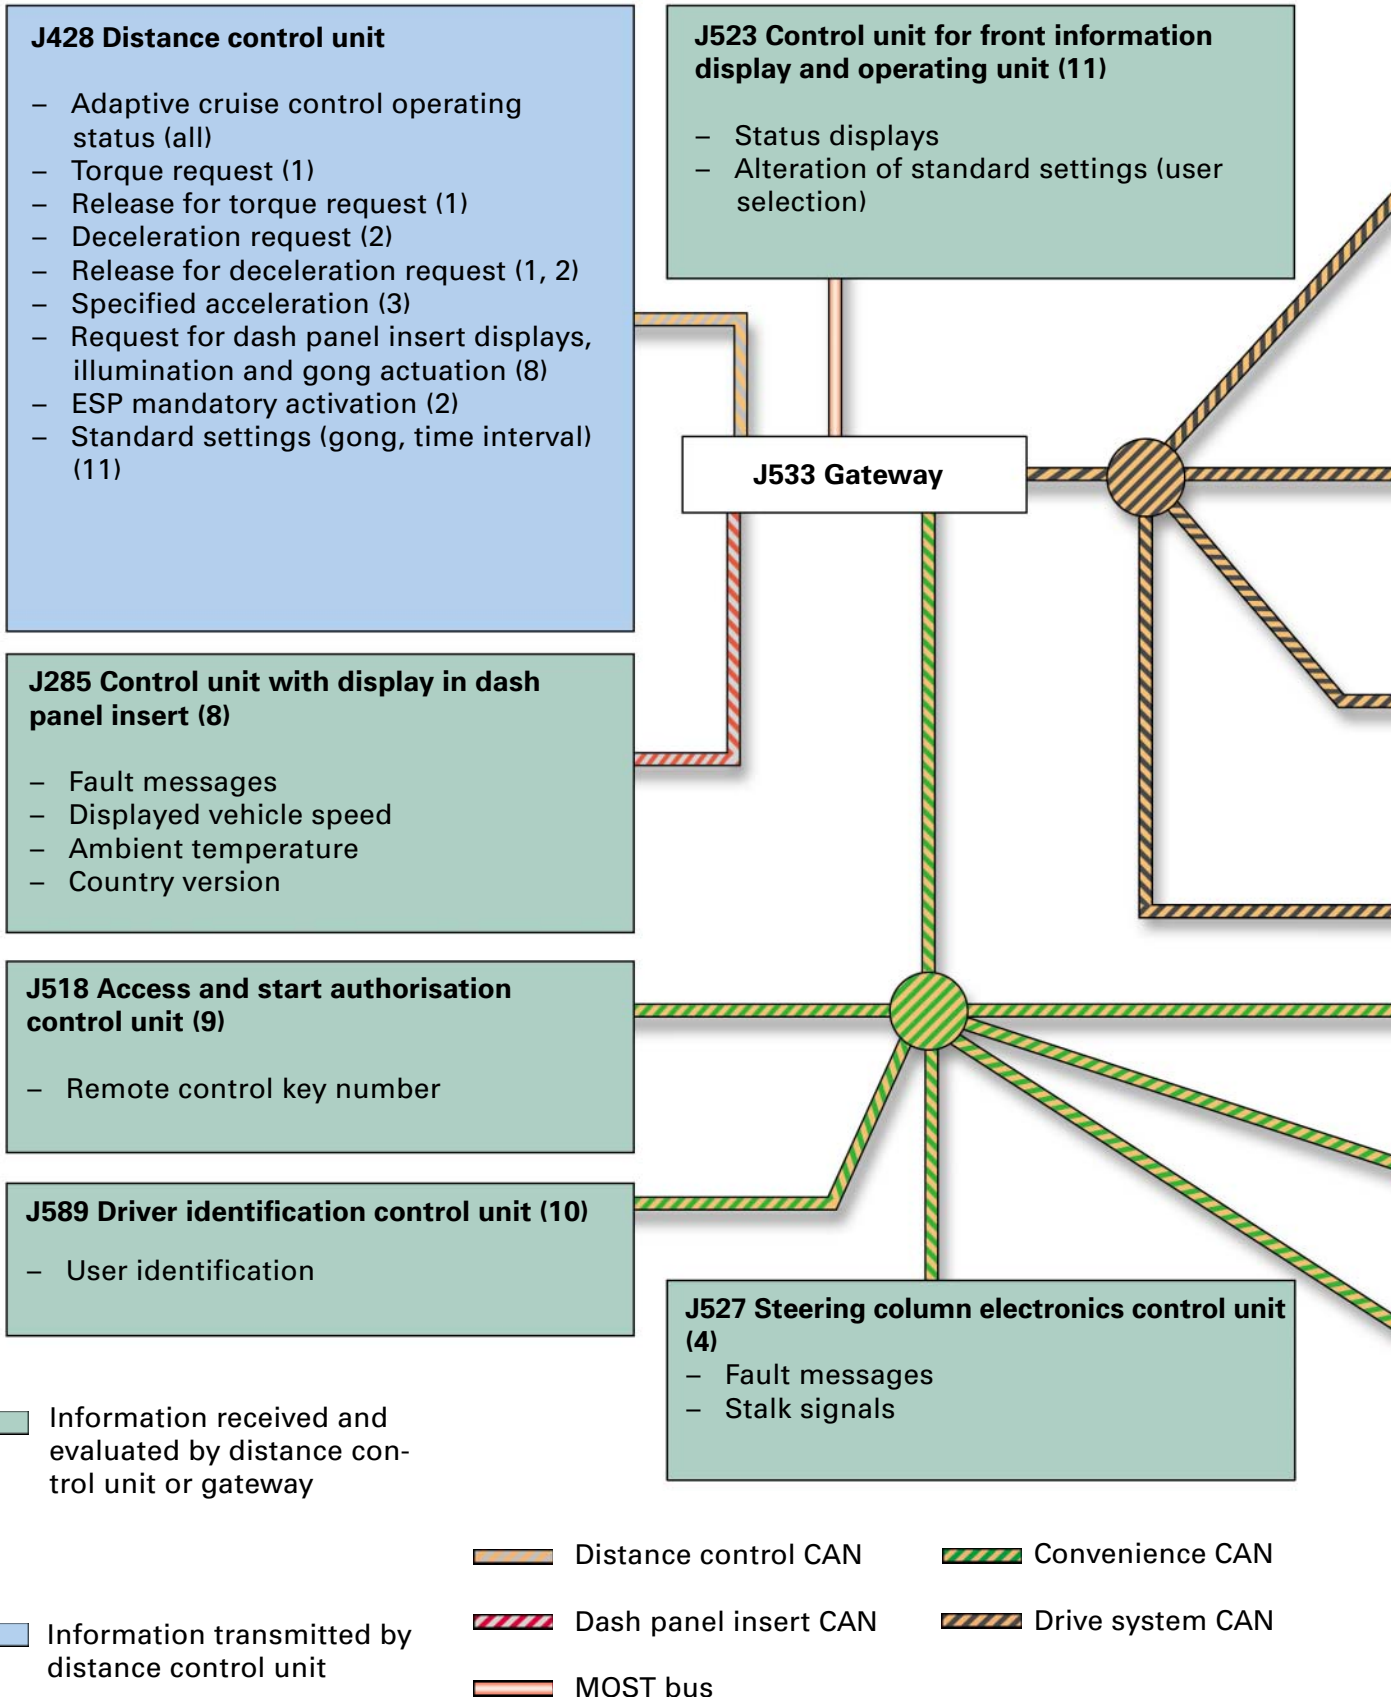 J428 Distance control unit
– Adaptive cruise control operating
status (all)
– Torque request (1)
– Release for torque request (1)
– Deceleration request (2)
– Release for deceleration request (1, 2)
– Specified acceleration (3)
– Request for dash panel insert displays,
illumination and gong actuation (8)
– ESP mandatory activation (2)
– Standard settings (gong, time interval)
(11)
J523 Control unit for front information
display and operating unit (11)
– Status displays
– Alteration of standard settings (user
selection)
J533 Gateway
J285 Control unit with display in dash
panel insert (8)
– Fault messages
– Displayed vehicle speed
– Ambient temperature
– Country version
J518 Access and start authorisation
control unit (9)
– Remote control key number
J589 Driver identification control unit (10)
– User identification
J527 Steering column electronics control unit
(4)
– Fault messages
– Stalk signals
Information received and
evaluated by distance con-
trol unit or gateway
Information transmitted by
distance control unit
Distance control CAN
Dash panel insert CAN
MOST bus
Convenience CAN
Drive system CAN